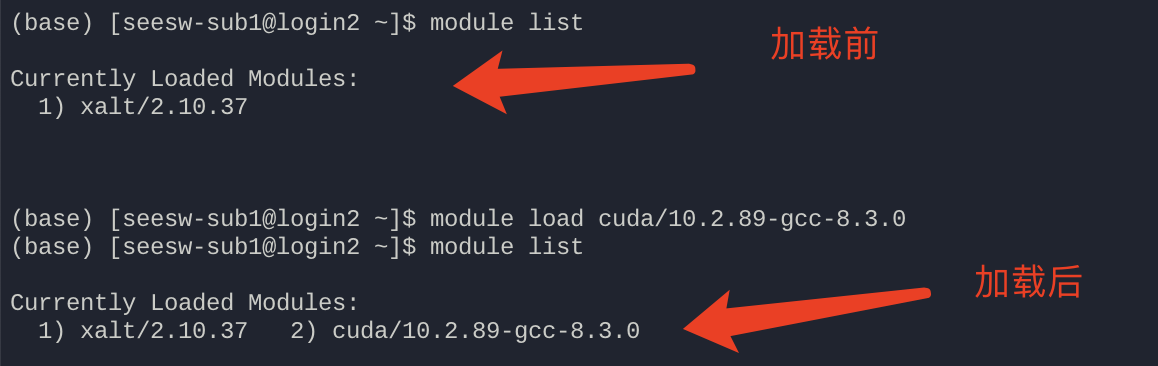 (base) [seesw-sub1@login2 ~]$ module list
加载前
Currently Loaded Modules:
  1) xalt/2.10.37
(base) [seesw-sub1@login2 ~]$ module load cuda/10.2.89-gcc-8.3.0
(base) [seesw-sub1@login2 ~]$ module list
加载后
Currently Loaded Modules:
  1) xalt/2.10.37   2) cuda/10.2.89-gcc-8.3.0